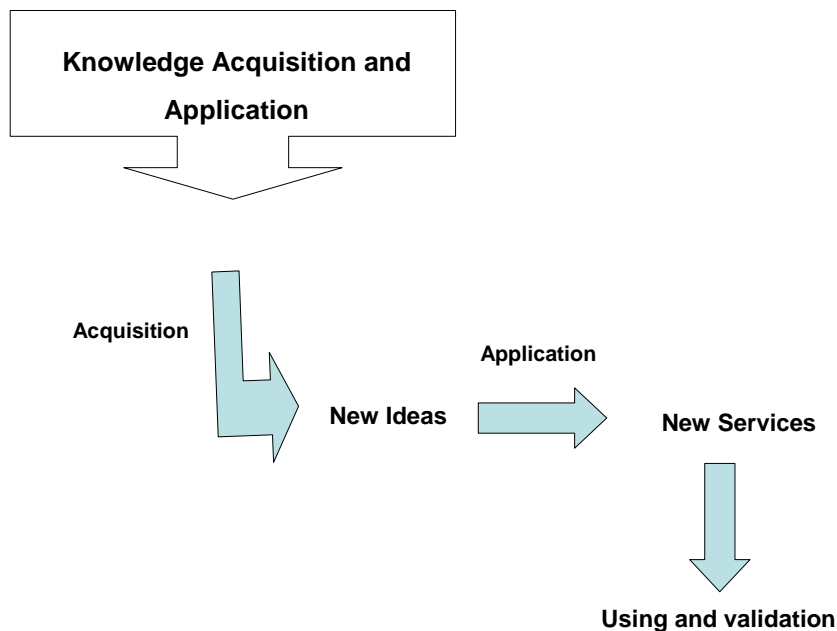 Knowledge Acquisition and
Application
Acquisition
Application
New Ideas
New Services
Using and validation